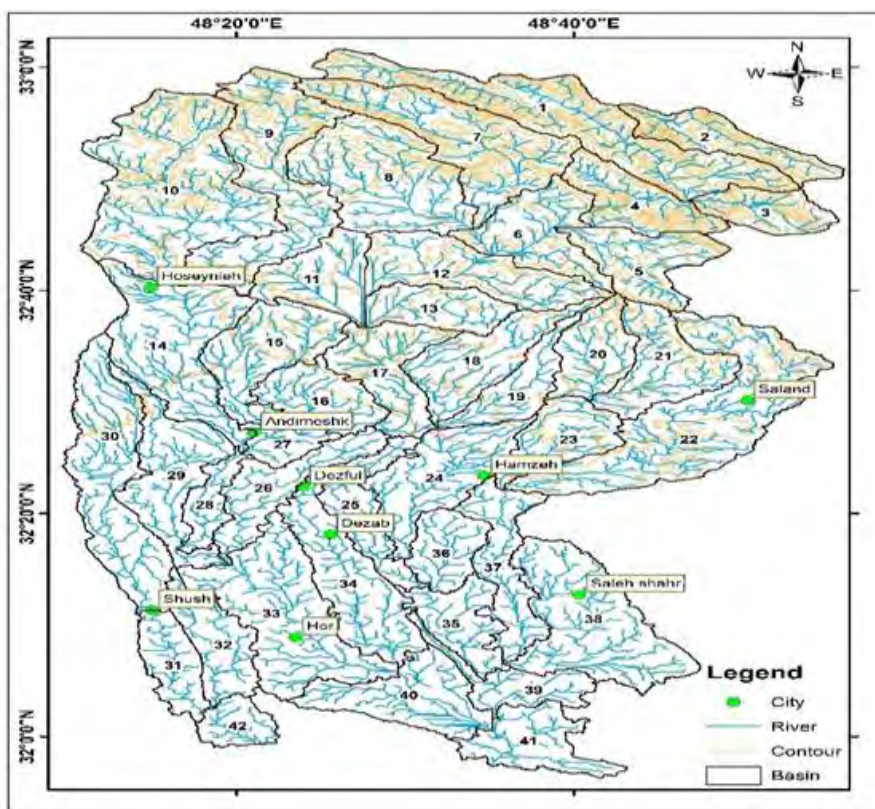 48°20'0"E 48°40'0"E
33°0'0"N
N
W E
S
1
2
9
7
8
10
4
3
6
5
Hoseynieh
32°40'0"N
11
12
13
14
15
18
20
21
17
Saland
16
19
Andimeshk
30
27
23
22
29
Hamzeh
24
26
Dezful
28
25
32°20'0"N
Dezab
36
37
Saleh shahr
34
Shush
33
35
38
Hor
32
31
Legend
39
40
City
42
River
32°0'0"N
41
Contour
Basin